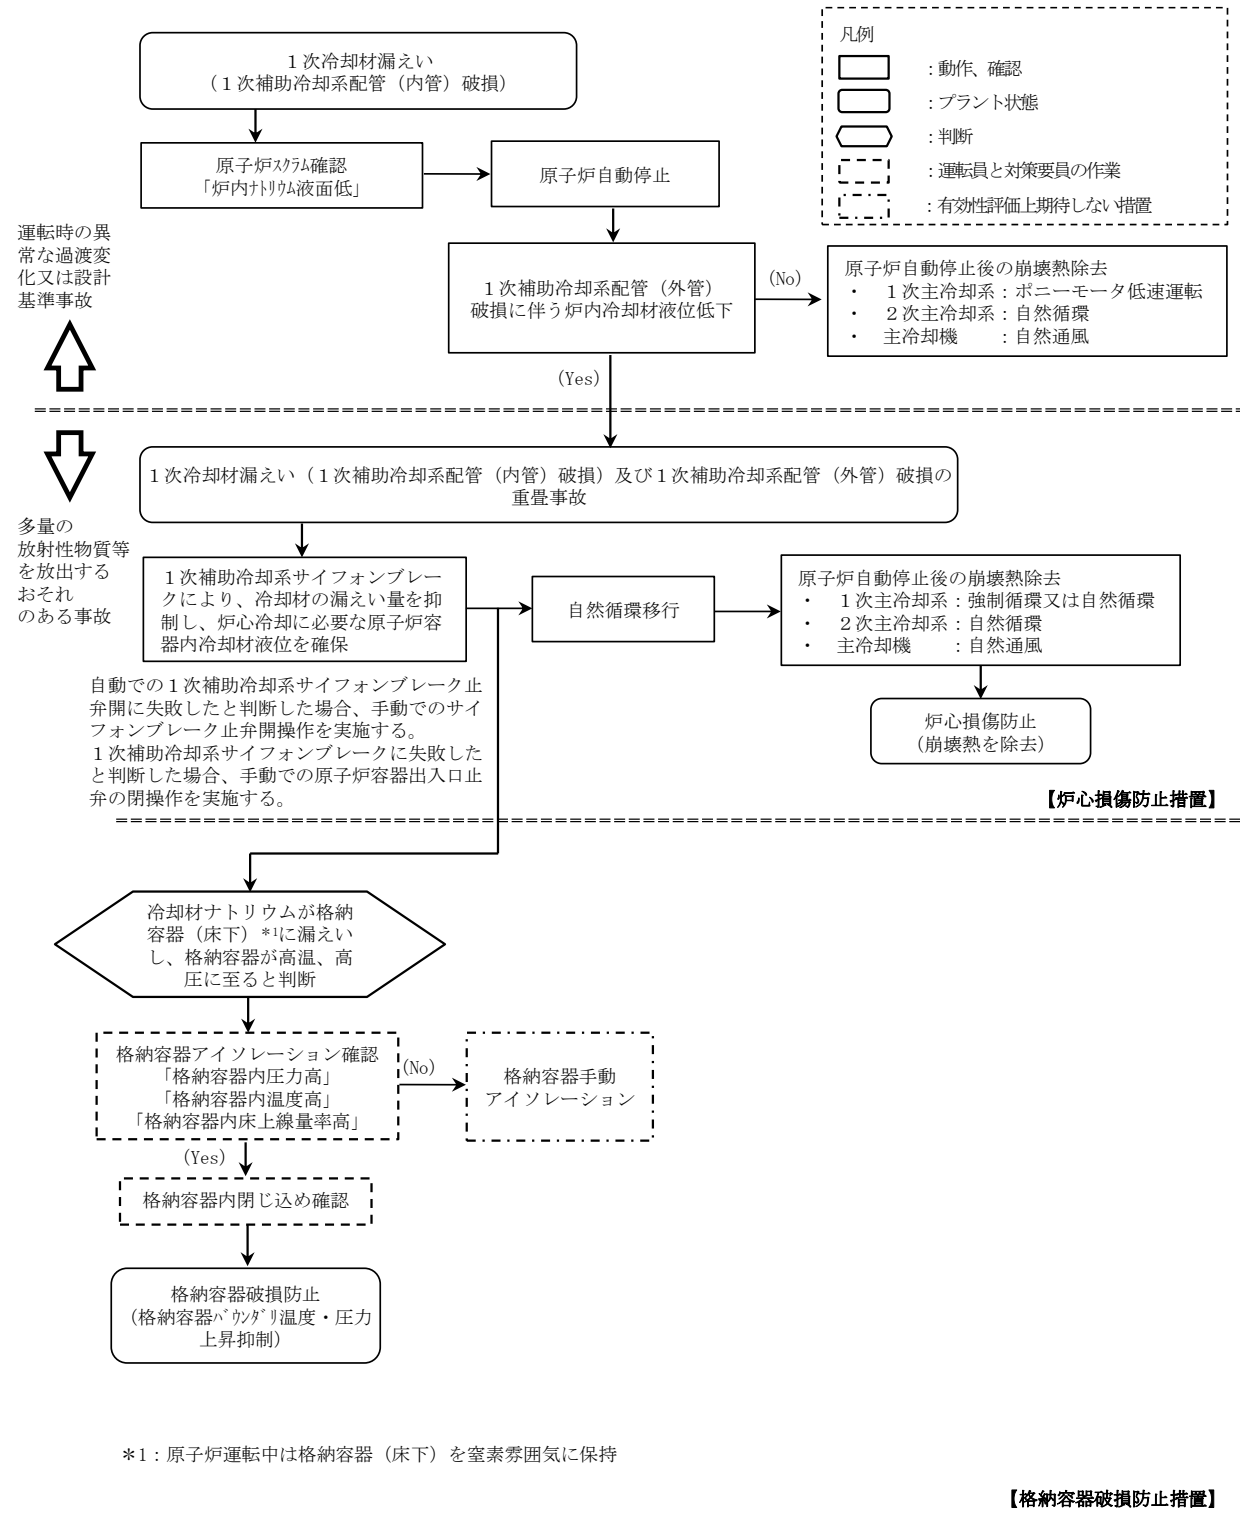 凡例
：動作、確認
：プラント状態
：判断
：運転員と対策要員の作業
：有効性評価上期待しない措置
１次冷却材漏えい
（１次補助冷却系配管（内管）破損）
原子炉ｽｸﾗﾑ確認
「炉内ﾅﾄﾘｳﾑ液面低」
原子炉自動停止
運転時の異
常な過渡変
化又は設計
基準事故
１次補助冷却系配管（外管）
破損に伴う炉内冷却材液位低下
(No)
原子炉自動停止後の崩壊熱除去
・　１次主冷却系：ポニーモータ低速運転
・　２次主冷却系：自然循環
・　主冷却機　　：自然通風
(Yes)
多量の
放射性物質等
を放出する
おそれ
のある事故
１次冷却材漏えい（１次補助冷却系配管（内管）破損）及び１次補助冷却系配管（外管）破損の
重畳事故
１次補助冷却系サイフォンブレー
クにより、冷却材の漏えい量を抑
制し、炉心冷却に必要な原子炉容
器内冷却材液位を確保
自然循環移行
原子炉自動停止後の崩壊熱除去
・　１次主冷却系：強制循環又は自然循環
・　２次主冷却系：自然循環
・　主冷却機　　：自然通風
自動での１次補助冷却系サイフォンブレーク止
弁開に失敗したと判断した場合、手動でのサイ
フォンブレーク止弁開操作を実施する。
１次補助冷却系サイフォンブレークに失敗した
と判断した場合、手動での原子炉容器出入口止
弁の閉操作を実施する。
炉心損傷防止
（崩壊熱を除去）
【炉心損傷防止措置】
冷却材ナトリウムが格納
容器（床下）*1に漏えい
し、格納容器が高温、高
圧に至ると判断
格納容器アイソレーション確認
「格納容器内圧力高」
「格納容器内温度高」
「格納容器内床上線量率高」
(No)
格納容器手動
アイソレーション
(Yes)
格納容器内閉じ込め確認
格納容器破損防止
（格納容器ﾊﾞｳﾝﾀﾞﾘ温度・圧力
上昇抑制）
＊1：原子炉運転中は格納容器（床下）を窒素雰囲気に保持
【格納容器破損防止措置】